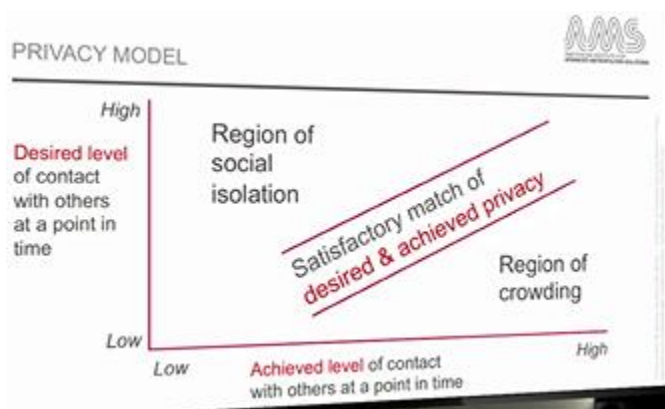 PRIVACY MODEL
AMS
High
Desired level
of contact
with others
at a point in
time
Region of
social
isolation
Satisfactory match of
desired & achieved privacy
Region of
crowding
Low
Low
High
Achieved level of contact
with others at a point in time